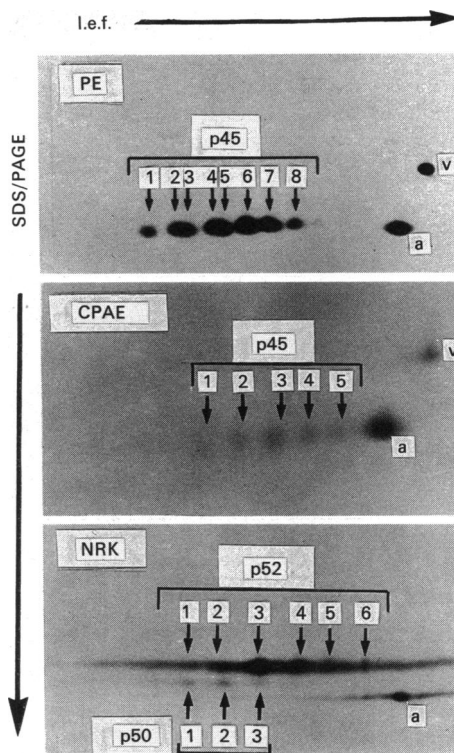 I.e.f.
SDS/PAGE
PE
p45
1 2 3 4 5 6 7 8
v
a
CPAE
p45
1 2 3 4 5
v
a
NRK
p52
1 2 3 4 5 6
a
p50
1 2 3